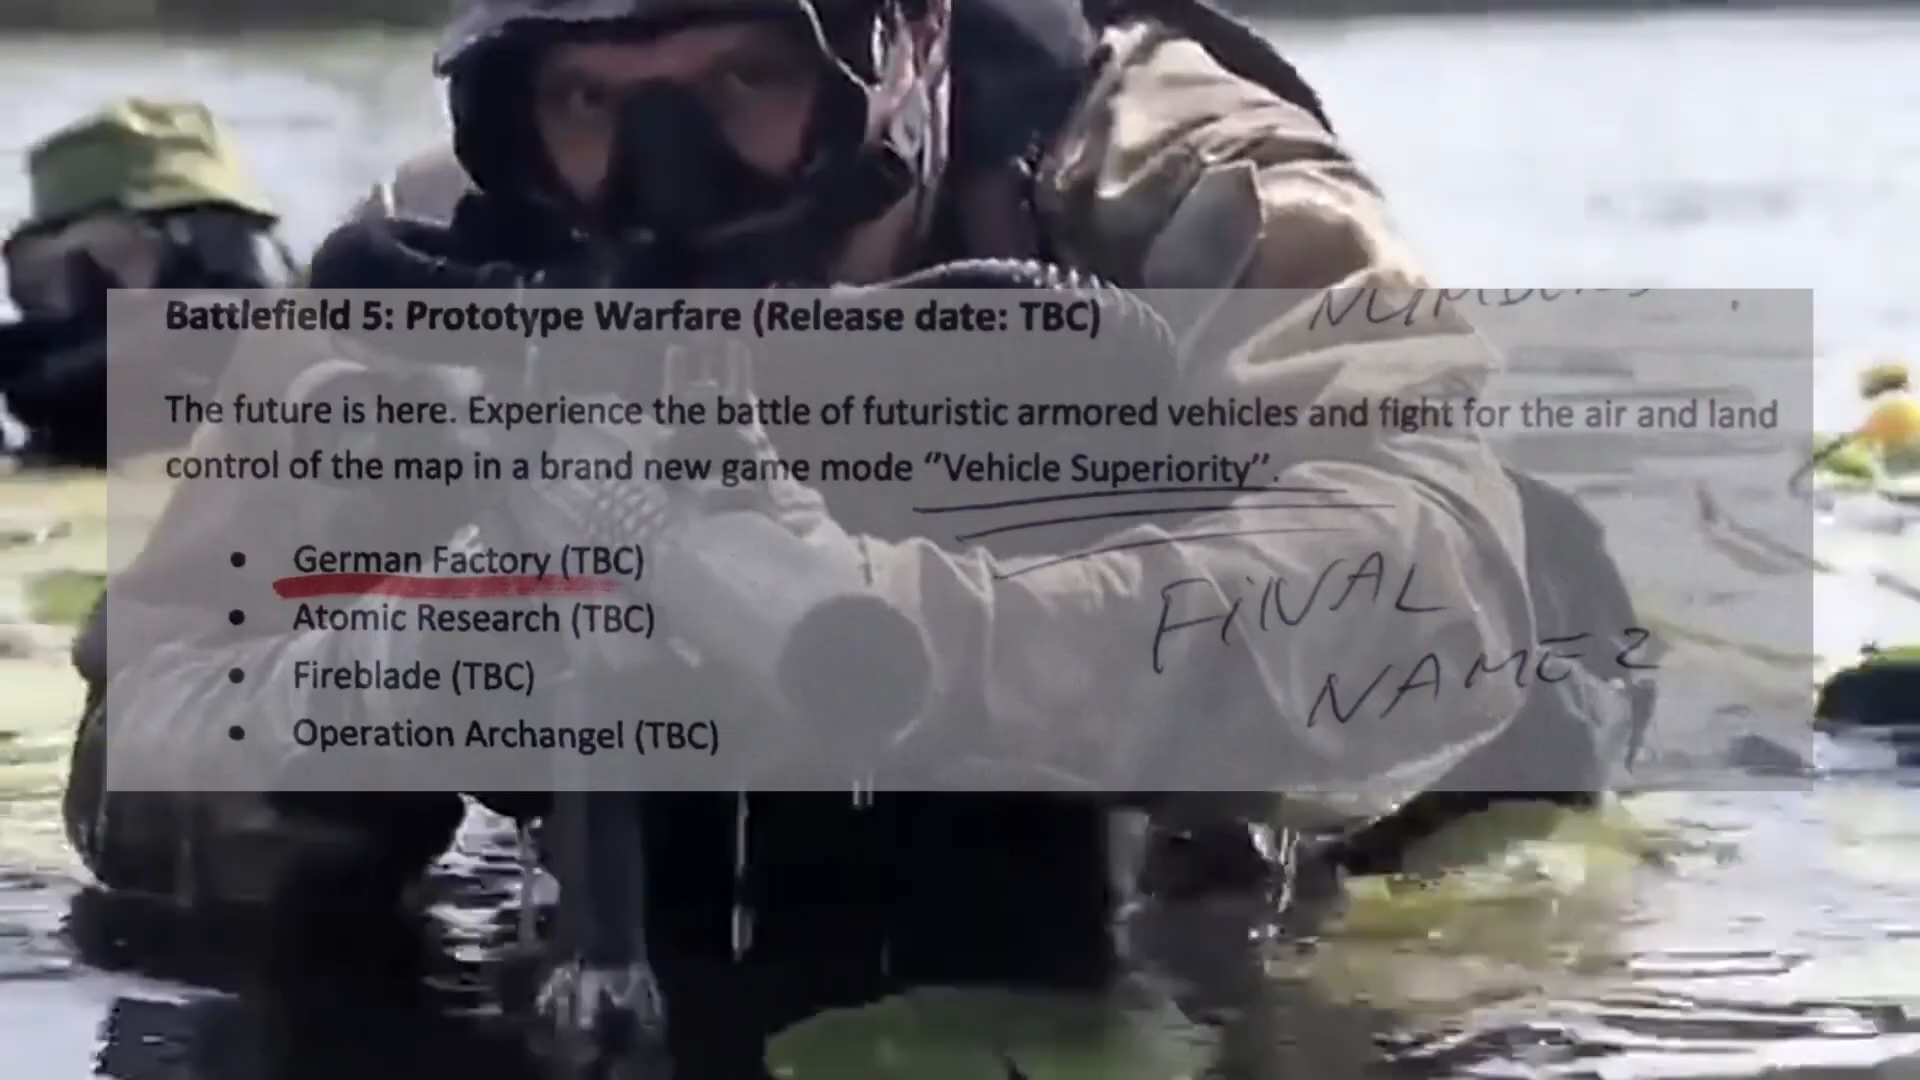 Battlefield 5: Prototype Warfare (Release date: TBC)
The future is here. Experience the battle of futuristic armored vehicles and fight for the air and land
control of the map in a brand new game mode ‘’Vehicle Superiority’’.
FINAL
NAME?
• German Factory (TBC)
• Atomic Research (TBC)
• Fireblade (TBC)
• Operation Archangel (TBC)